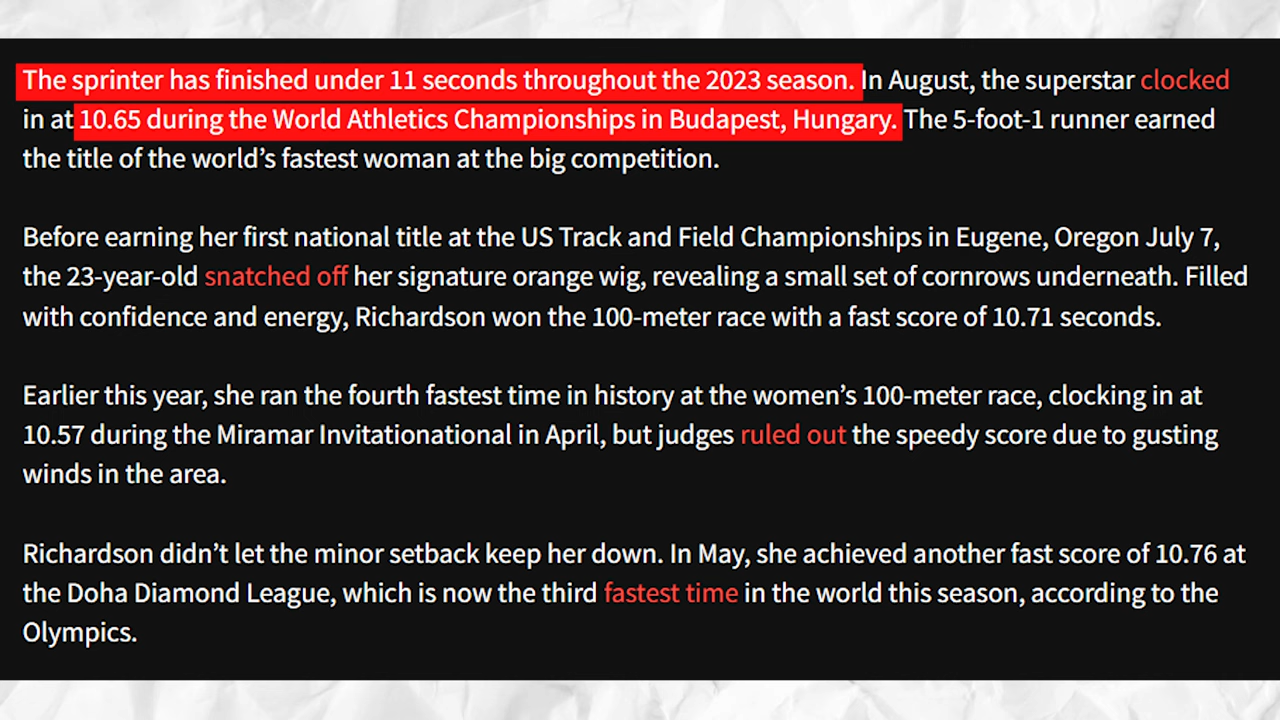 The sprinter has finished under 11 seconds throughout the 2023 season. In August, the superstar clocked
in at 10.65 during the World Athletics Championships in Budapest, Hungary. The 5-foot-1 runner earned
the title of the world’s fastest woman at the big competition.
Before earning her first national title at the US Track and Field Championships in Eugene, Oregon July 7,
the 23-year-old snatched off her signature orange wig, revealing a small set of cornrows underneath. Filled
with confidence and energy, Richardson won the 100-meter race with a fast score of 10.71 seconds.
Earlier this year, she ran the fourth fastest time in history at the women’s 100-meter race, clocking in at
10.57 during the Miramar Invitationational in April, but judges ruled out the speedy score due to gusting
winds in the area.
Richardson didn’t let the minor setback keep her down. In May, she achieved another fast score of 10.76 at
the Doha Diamond League, which is now the third fastest time in the world this season, according to the
Olympics.